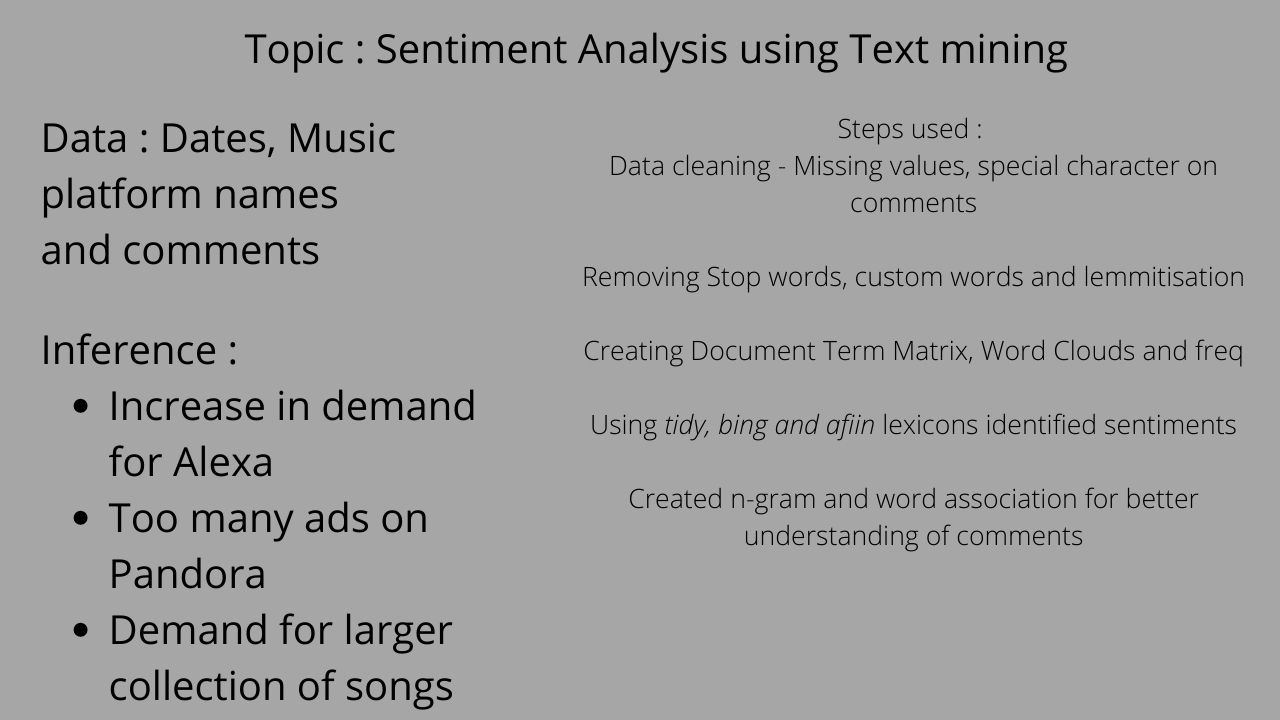 Topic : Sentiment Analysis using Text mining
Data : Dates, Music
platform names
and comments
Inference :
• Increase in demand
for Alexa
• Too many ads on
Pandora
• Demand for larger
collection of songs
Steps used :
Data cleaning - Missing values, special character on
comments
Removing Stop words, custom words and lemmitisation
Creating Document Term Matrix, Word Clouds and freq
Using tidy, bing and afiin lexicons identified sentiments
Created n-gram and word association for better
understanding of comments